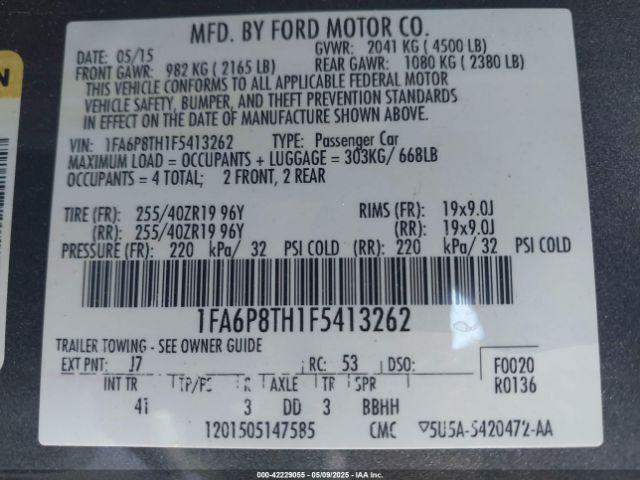 MFD. BY FORD MOTOR CO.
DATE: 05/15 GVWR: 2041 KG ( 4500 LB)
FRONT GAWR: 982 KG ( 2165 LB) REAR GAWR: 1080 KG ( 2380 LB)
THIS VEHICLE CONFORMS TO ALL APPLICABLE FEDERAL MOTOR
VEHICLE SAFETY, BUMPER, AND THEFT PREVENTION STANDARDS
IN EFFECT ON THE DATE OF MANUFACTURE SHOWN ABOVE.
VIN: 1FA6P8TH1F5413262 TYPE: Passenger Car
MAXIMUM LOAD = OCCUPANTS + LUGGAGE = 303KG/ 668LB
OCCUPANTS = 4 TOTAL; 2 FRONT, 2 REAR
TIRE (FR): 255/40ZR19 96Y RIMS (FR): 19x9.0J
(RR): 255/40ZR19 96Y (RR): 19x9.0J
PRESSURE (FR): 220 kPa/ 32 PSI COLD (RR): 220 kPa/ 32 PSI COLD
1FA6P8TH1F5413262
TRAILER TOWING - SEE OWNER GUIDE
EXT PNT: J7 RC: 53 DSO: F0020
INT TR TP/PS R AXLE TR SPR R0136
41 3 DD 3 BBHH
1201505147585 CMC 5U5A-S420472-AA
000-42229055 - 05/09/2025 - IAAI.COM